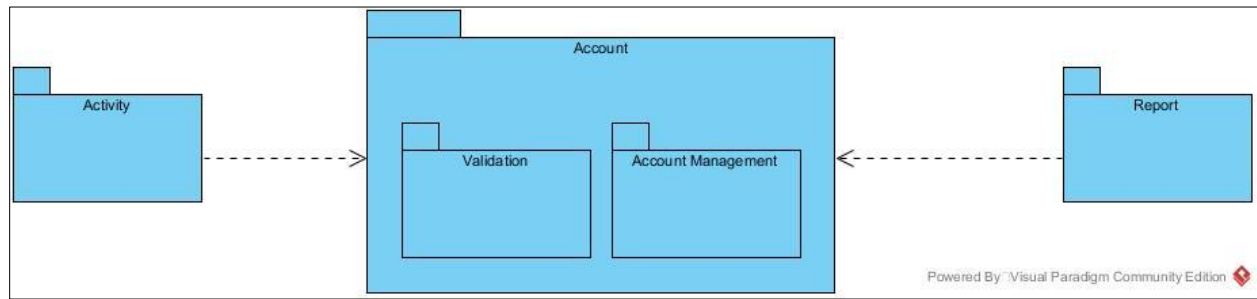 Account
Activity
Report
Validation
Account Management
Powered By Visual Paradigm Community Edition